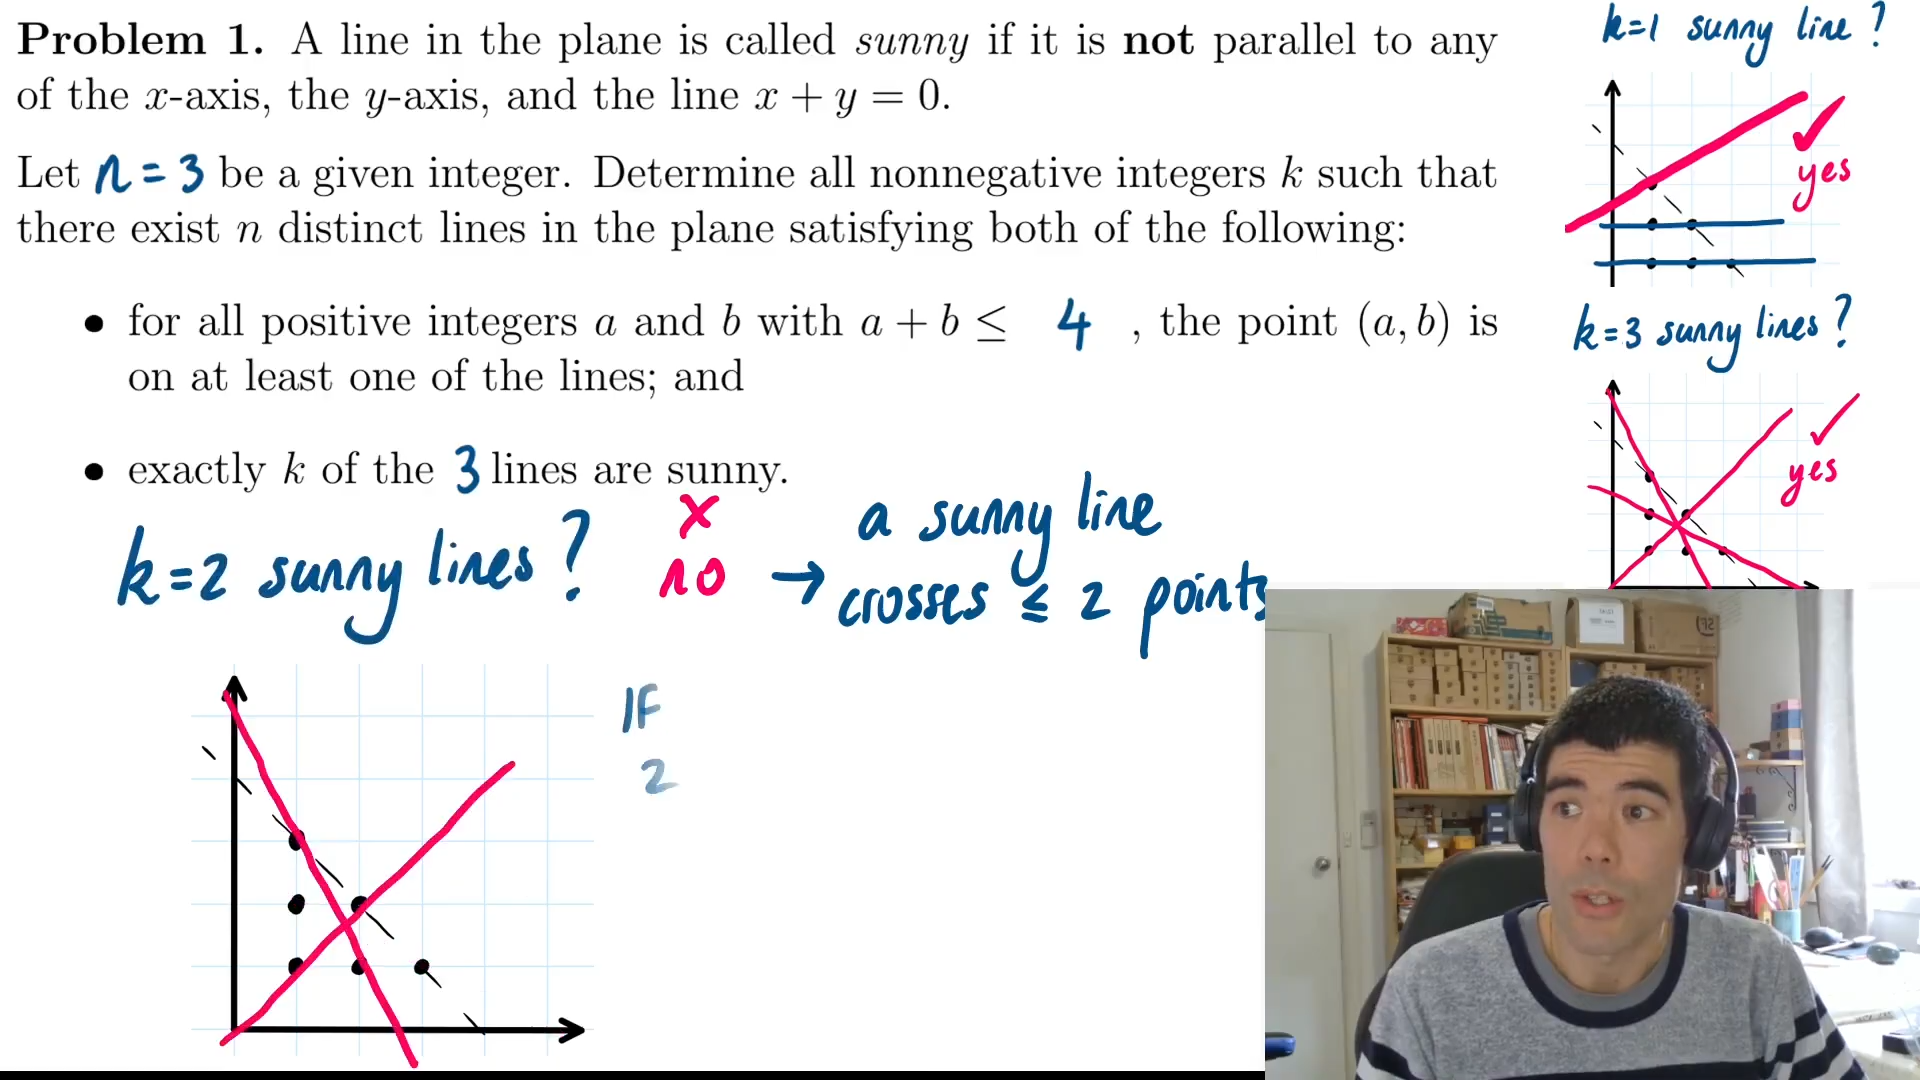 Problem 1. A line in the plane is called sunny if it is not parallel to any
of the x-axis, the y-axis, and the line x + y = 0.
Let n = 3 be a given integer. Determine all nonnegative integers k such that
there exist n distinct lines in the plane satisfying both of the following:
• for all positive integers a and b with a + b ≤ 4 , the point (a, b) is
on at least one of the lines; and
• exactly k of the 3 lines are sunny.
k=2 sunny lines?
x
no
→ a sunny line
crosses ≤ 2 points
IF
2
k=1 sunny line?
✓
yes
k=3 sunny lines?
✓
yes